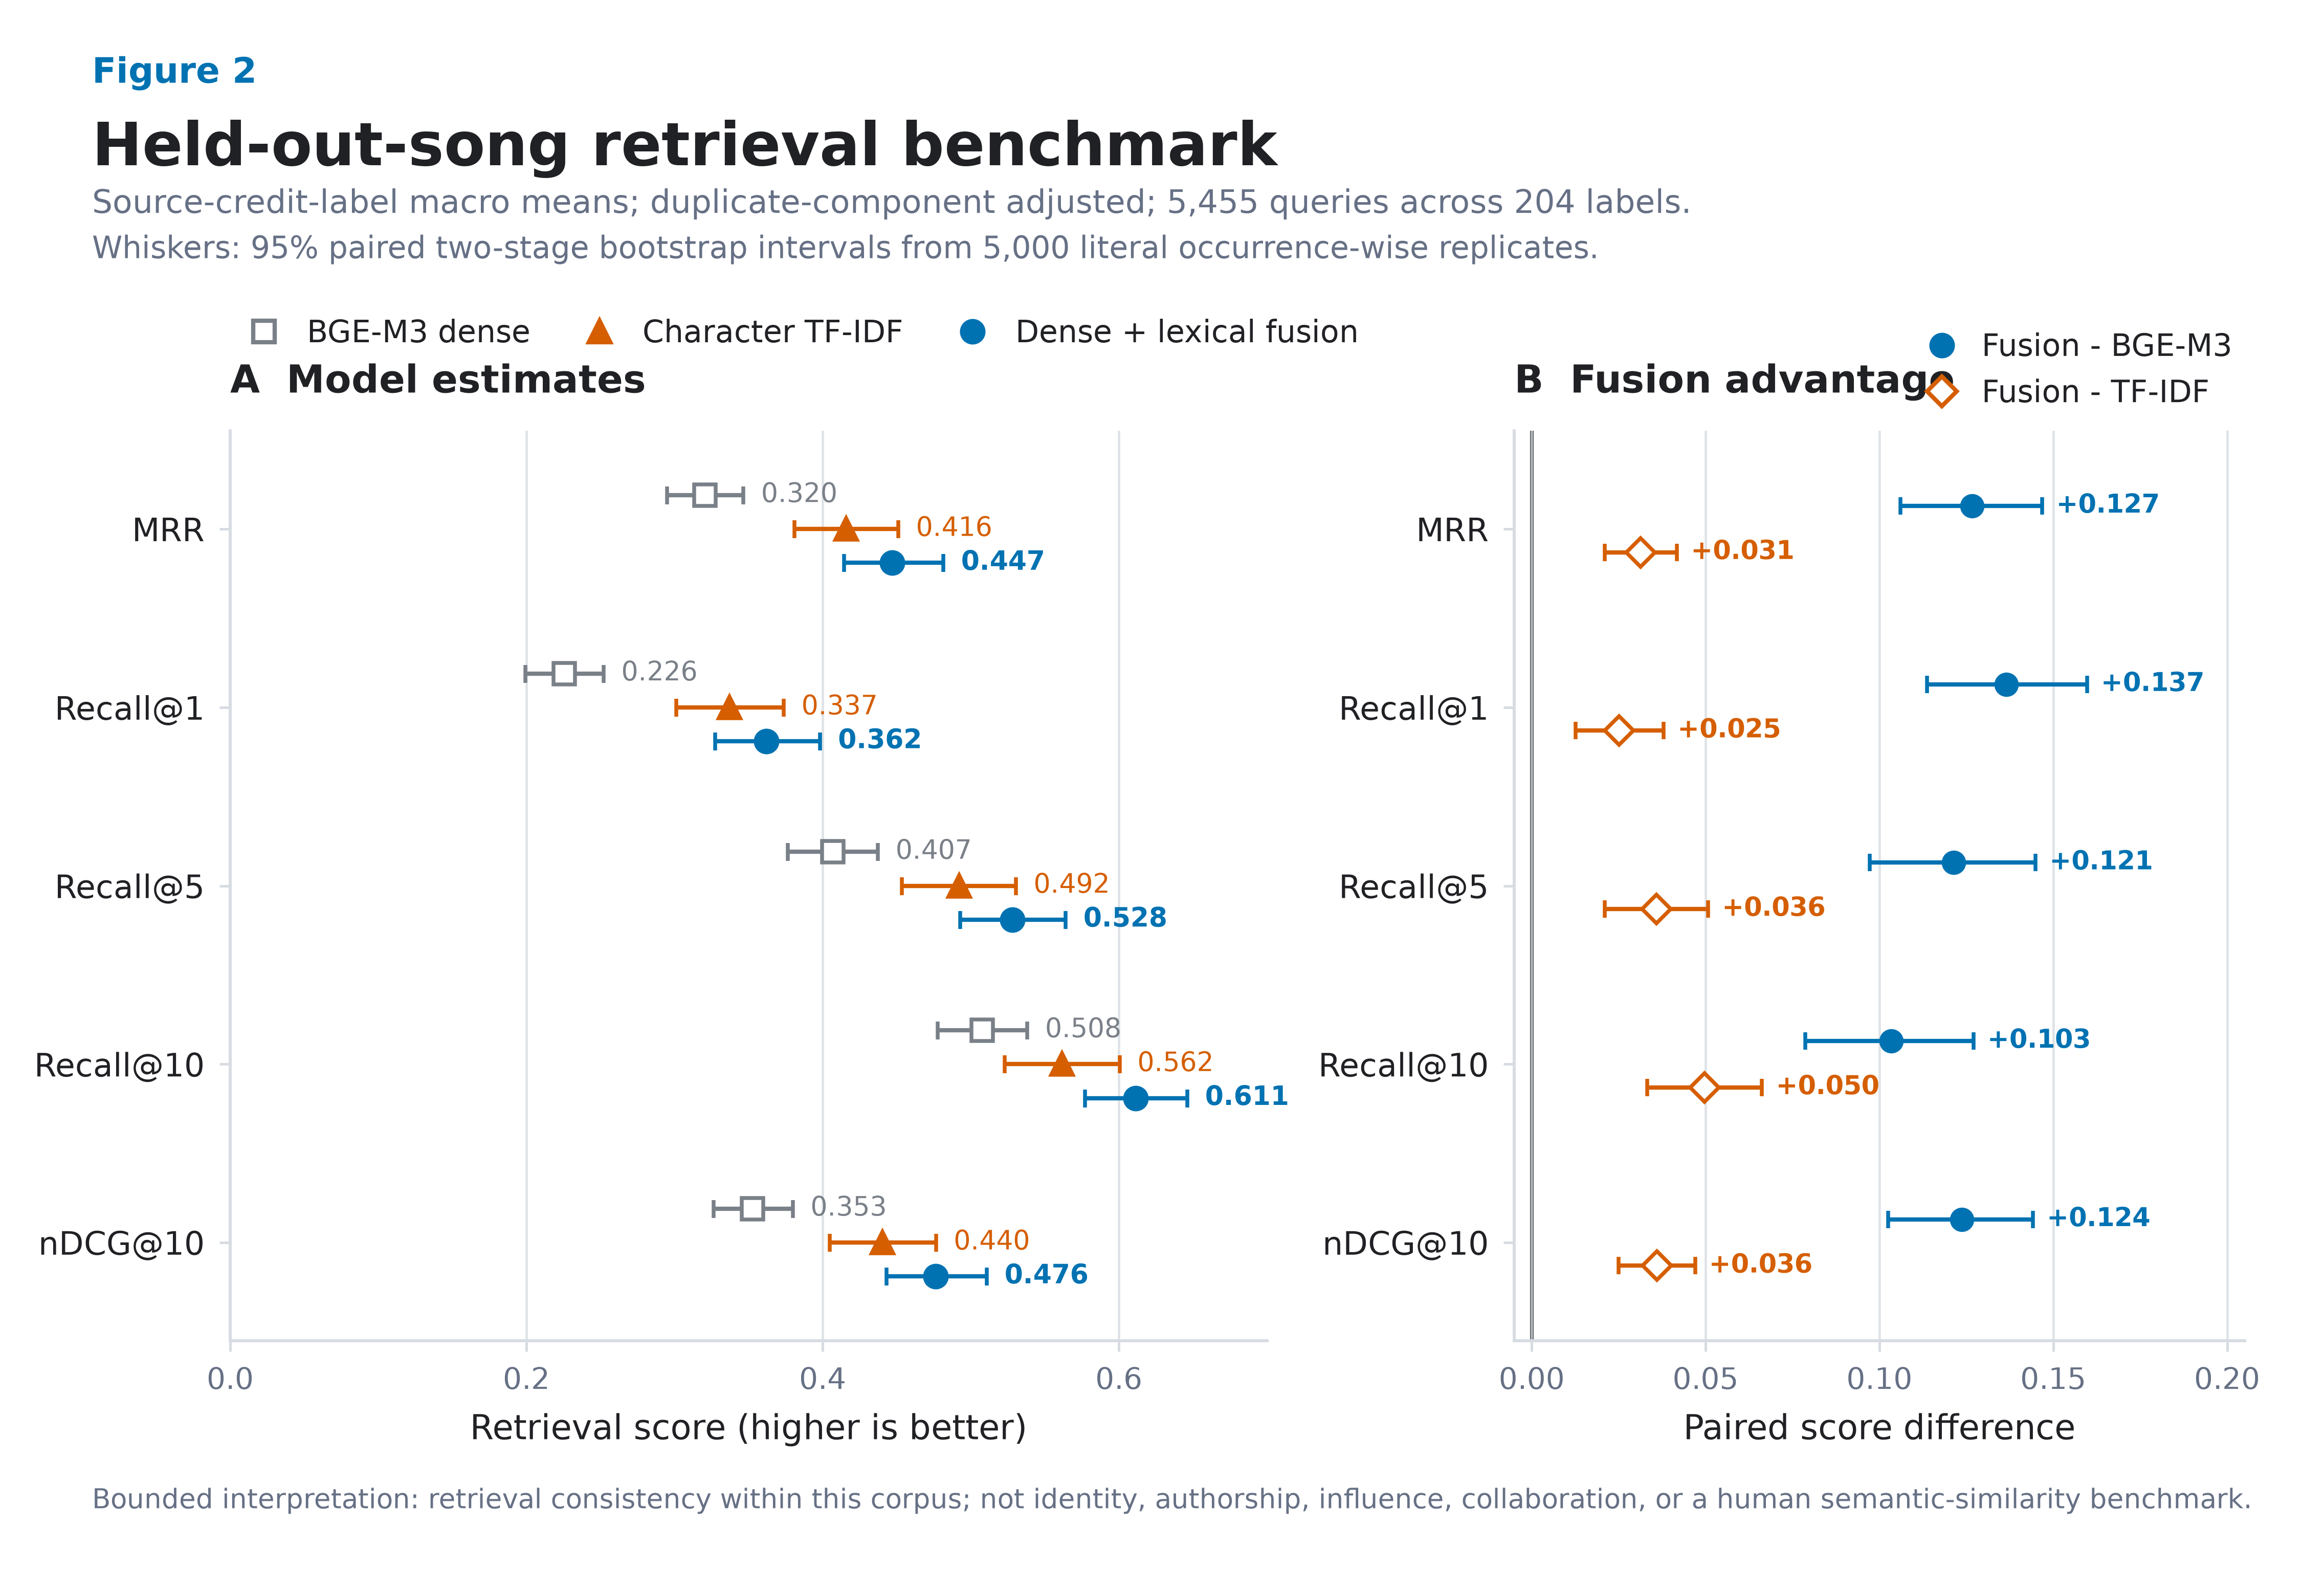 Figure 2
Held-out-song retrieval benchmark
Source-credit-label macro means; duplicate-component adjusted; 5,455 queries across 204 labels.
Whiskers: 95% paired two-stage bootstrap intervals from 5,000 literal occurrence-wise replicates.
BGE-M3 dense Character TF-IDF Dense + lexical fusion
A Model estimates
MRR
0.320
0.416
0.447
Recall@1
0.226
0.337
0.362
Recall@5
0.407
0.492
0.528
Recall@10
0.508
0.562
0.611
nDCG@10
0.353
0.440
0.476
0.0 0.2 0.4 0.6
Retrieval score (higher is better)
Fusion - BGE-M3
Fusion - TF-IDF
B Fusion advantage
MRR
+0.127
+0.031
Recall@1
+0.137
+0.025
Recall@5
+0.121
+0.036
Recall@10
+0.103
+0.050
nDCG@10
+0.124
+0.036
0.00 0.05 0.10 0.15 0.20
Paired score difference
Bounded interpretation: retrieval consistency within this corpus; not identity, authorship, influence, collaboration, or a human semantic-similarity benchmark.